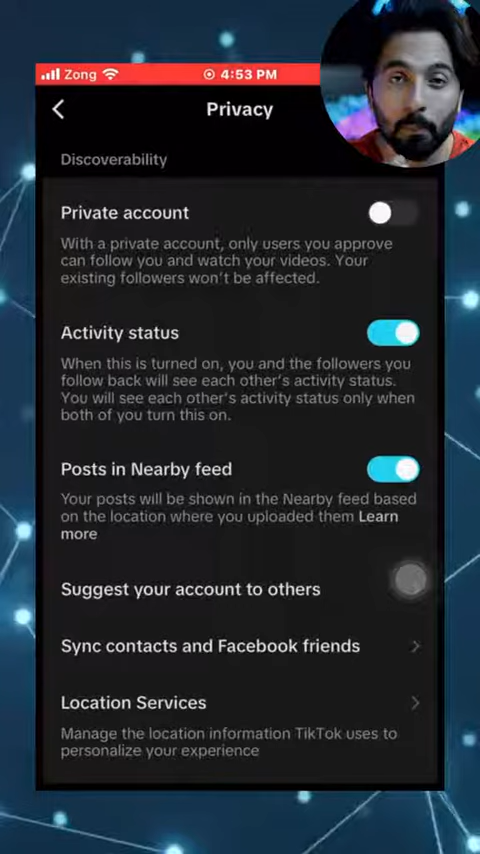 Zong
4:53 PM
Privacy
Discoverability
Private account
With a private account, only users you approve
can follow you and watch your videos. Your
existing followers won't be affected.
Activity status
When this is turned on, you and the followers you
follow back will see each other's activity status.
You will see each other's activity status only when
both of you turn this on.
Posts in Nearby feed
Your posts will be shown in the Nearby feed based
on the location where you uploaded them Learn
more
Suggest your account to others
Sync contacts and Facebook friends
Location Services
Manage the location information TikTok uses to
personalize your experience